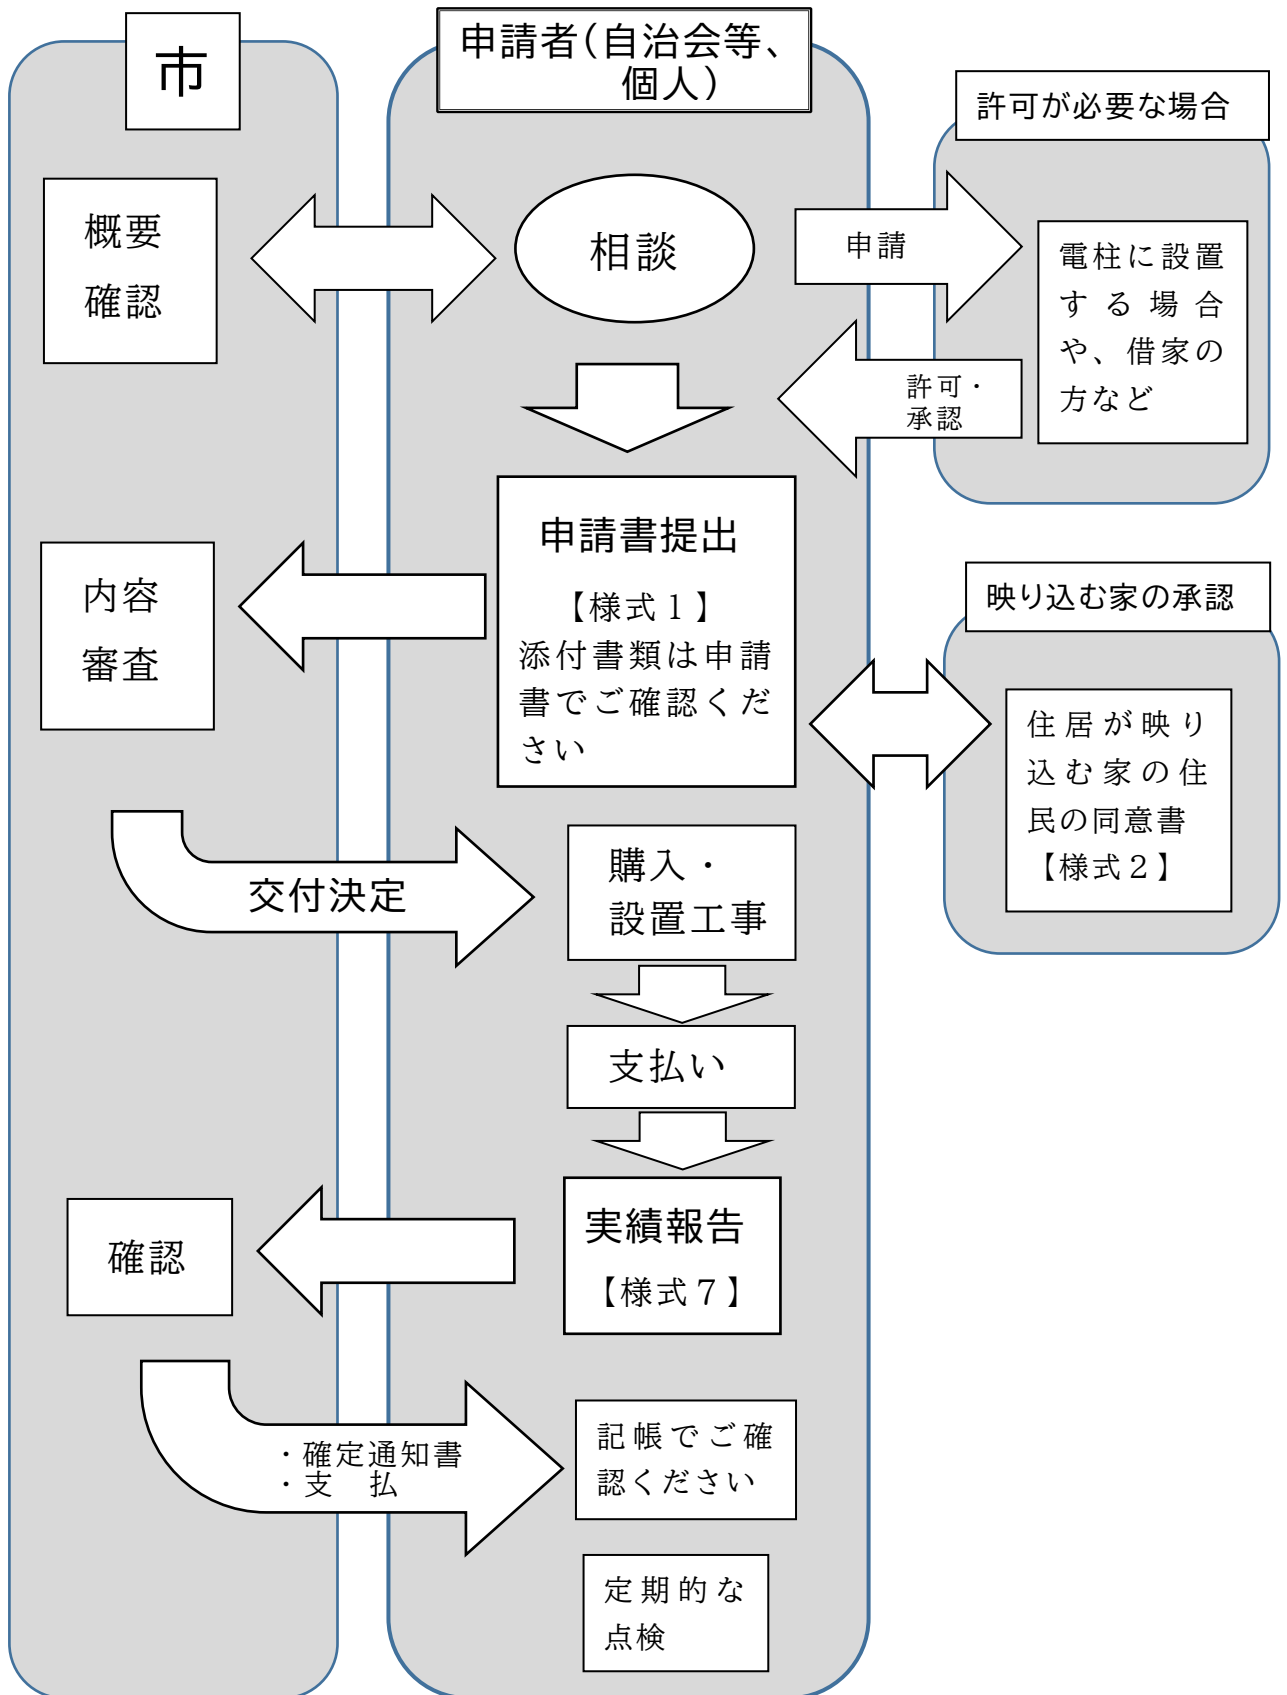 市
申請者(自治会等、
個人)
許可が必要な場合
概要
確認
相談
申請
電柱に設置
する場合
や、借家の
方など
許可・
承認
申請書提出
【様式１】
添付書類は申請
書でご確認くだ
さい
内容
審査
映り込む家の承認
住居が映り
込む家の住
民の同意書
【様式２】
交付決定
購入・
設置工事
支払い
実績報告
【様式７】
確認
・確定通知書
・支　払
記帳でご確
認ください
定期的な
点検